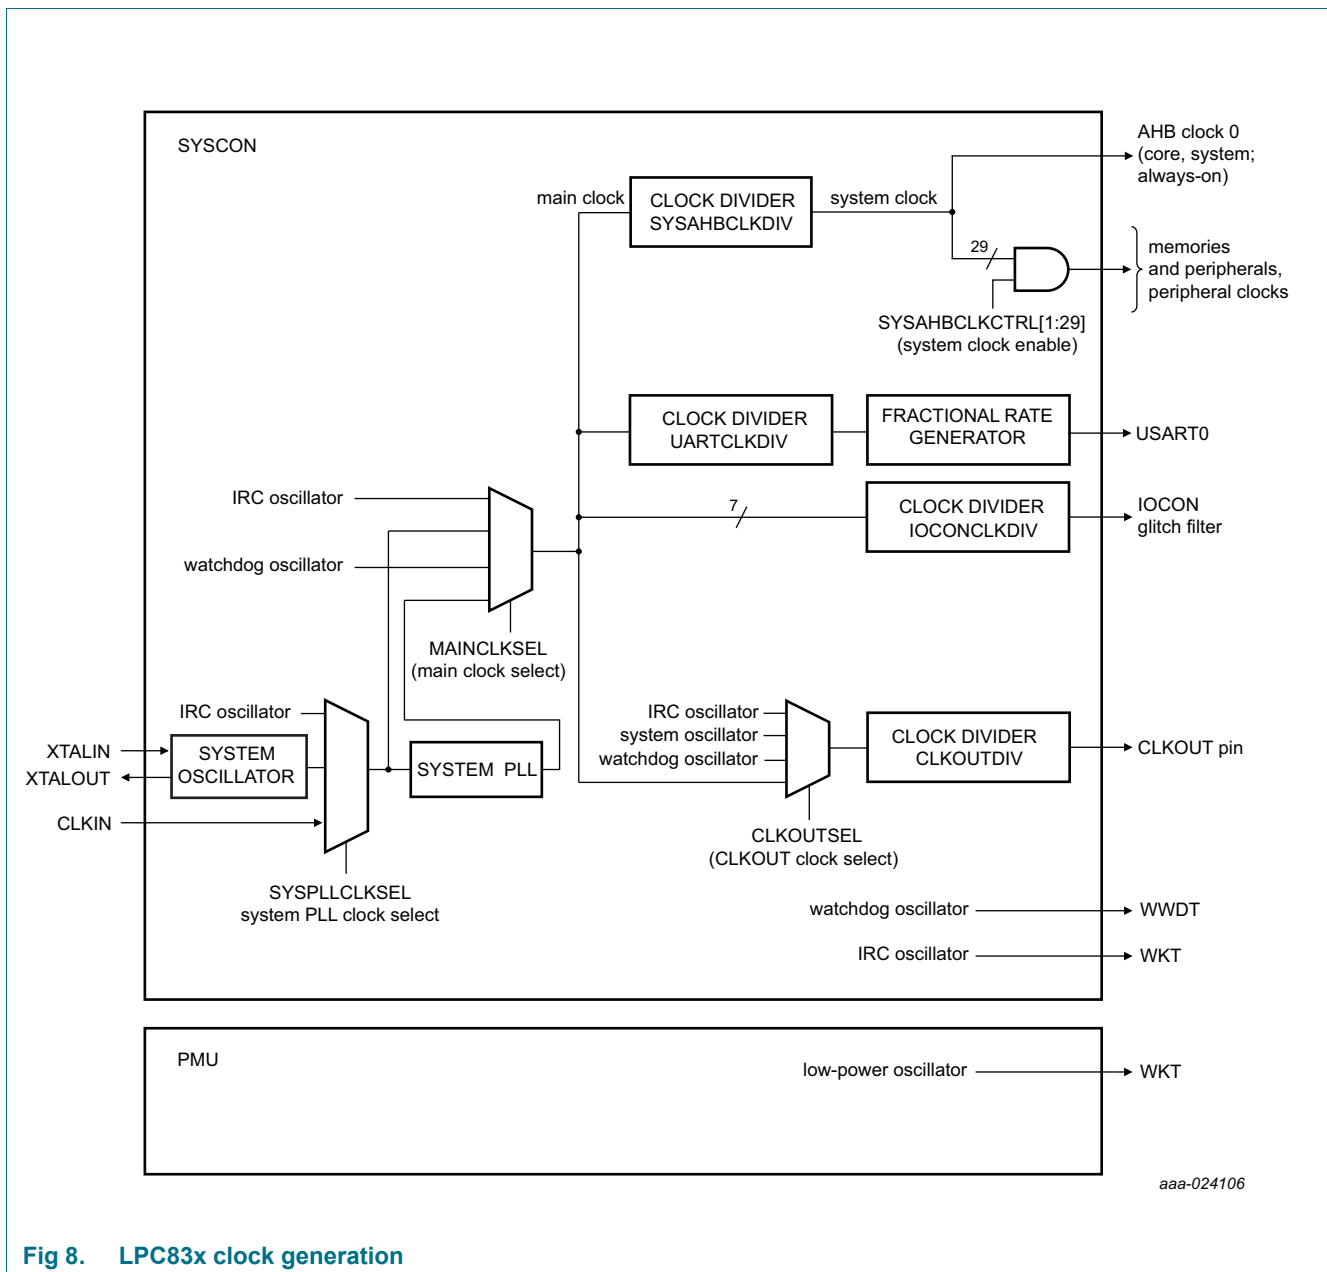 SYSCON
AHB clock 0
(core, system;
always-on)
main clock
CLOCK DIVIDER
SYSAHBCLKDIV
system clock
29
memories
and peripherals,
peripheral clocks
SYSAHBCLKCTRL[1:29]
(system clock enable)
CLOCK DIVIDER
UARTCLKDIV
FRACTIONAL RATE
GENERATOR
USART0
IRC oscillator
7
CLOCK DIVIDER
IOCONCLKDIV
IOCON
glitch filter
watchdog oscillator
MAINCLKSEL
(main clock select)
IRC oscillator
XTALIN
XTALOUT
SYSTEM
OSCILLATOR
SYSTEM PLL
CLKIN
IRC oscillator
system oscillator
watchdog oscillator
CLOCK DIVIDER
CLKOUTDIV
CLKOUT pin
CLKOUTSEL
(CLKOUT clock select)
SYSPLLCLKSEL
system PLL clock select
watchdog oscillator
WWDT
IRC oscillator
WKT
PMU
low-power oscillator
WKT
aaa-024106
Fig 8. LPC83x clock generation